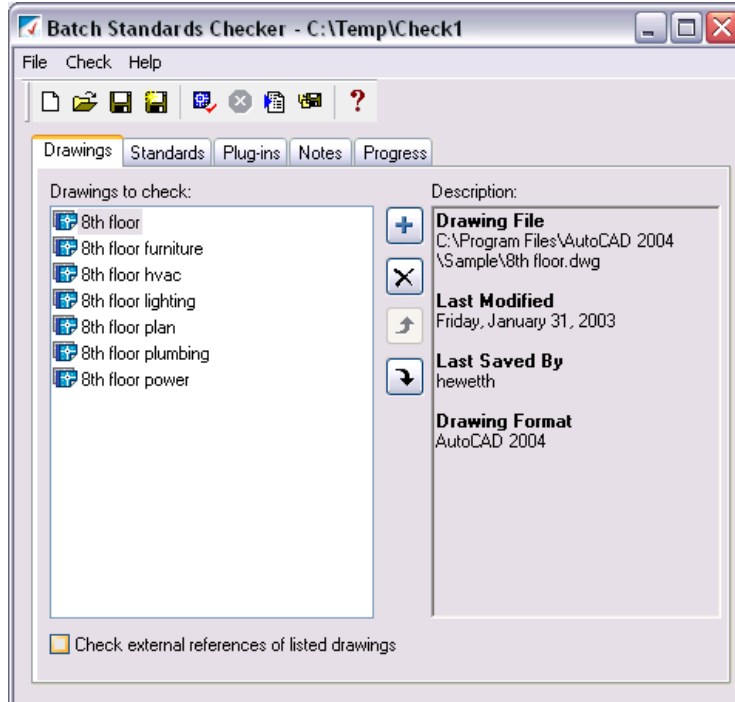 Batch Standards Checker - C:\Temp\Check1
File Check Help
?
Drawings Standards Plug-ins Notes Progress
Drawings to check:
8th floor
8th floor furniture
8th floor hvac
8th floor lighting
8th floor plan
8th floor plumbing
8th floor power
Description:
Drawing File
C:\Program Files\AutoCAD 2004
\Sample\8th floor.dwg
Last Modified
Friday, January 31, 2003
Last Saved By
hewetth
Drawing Format
AutoCAD 2004
Check external references of listed drawings